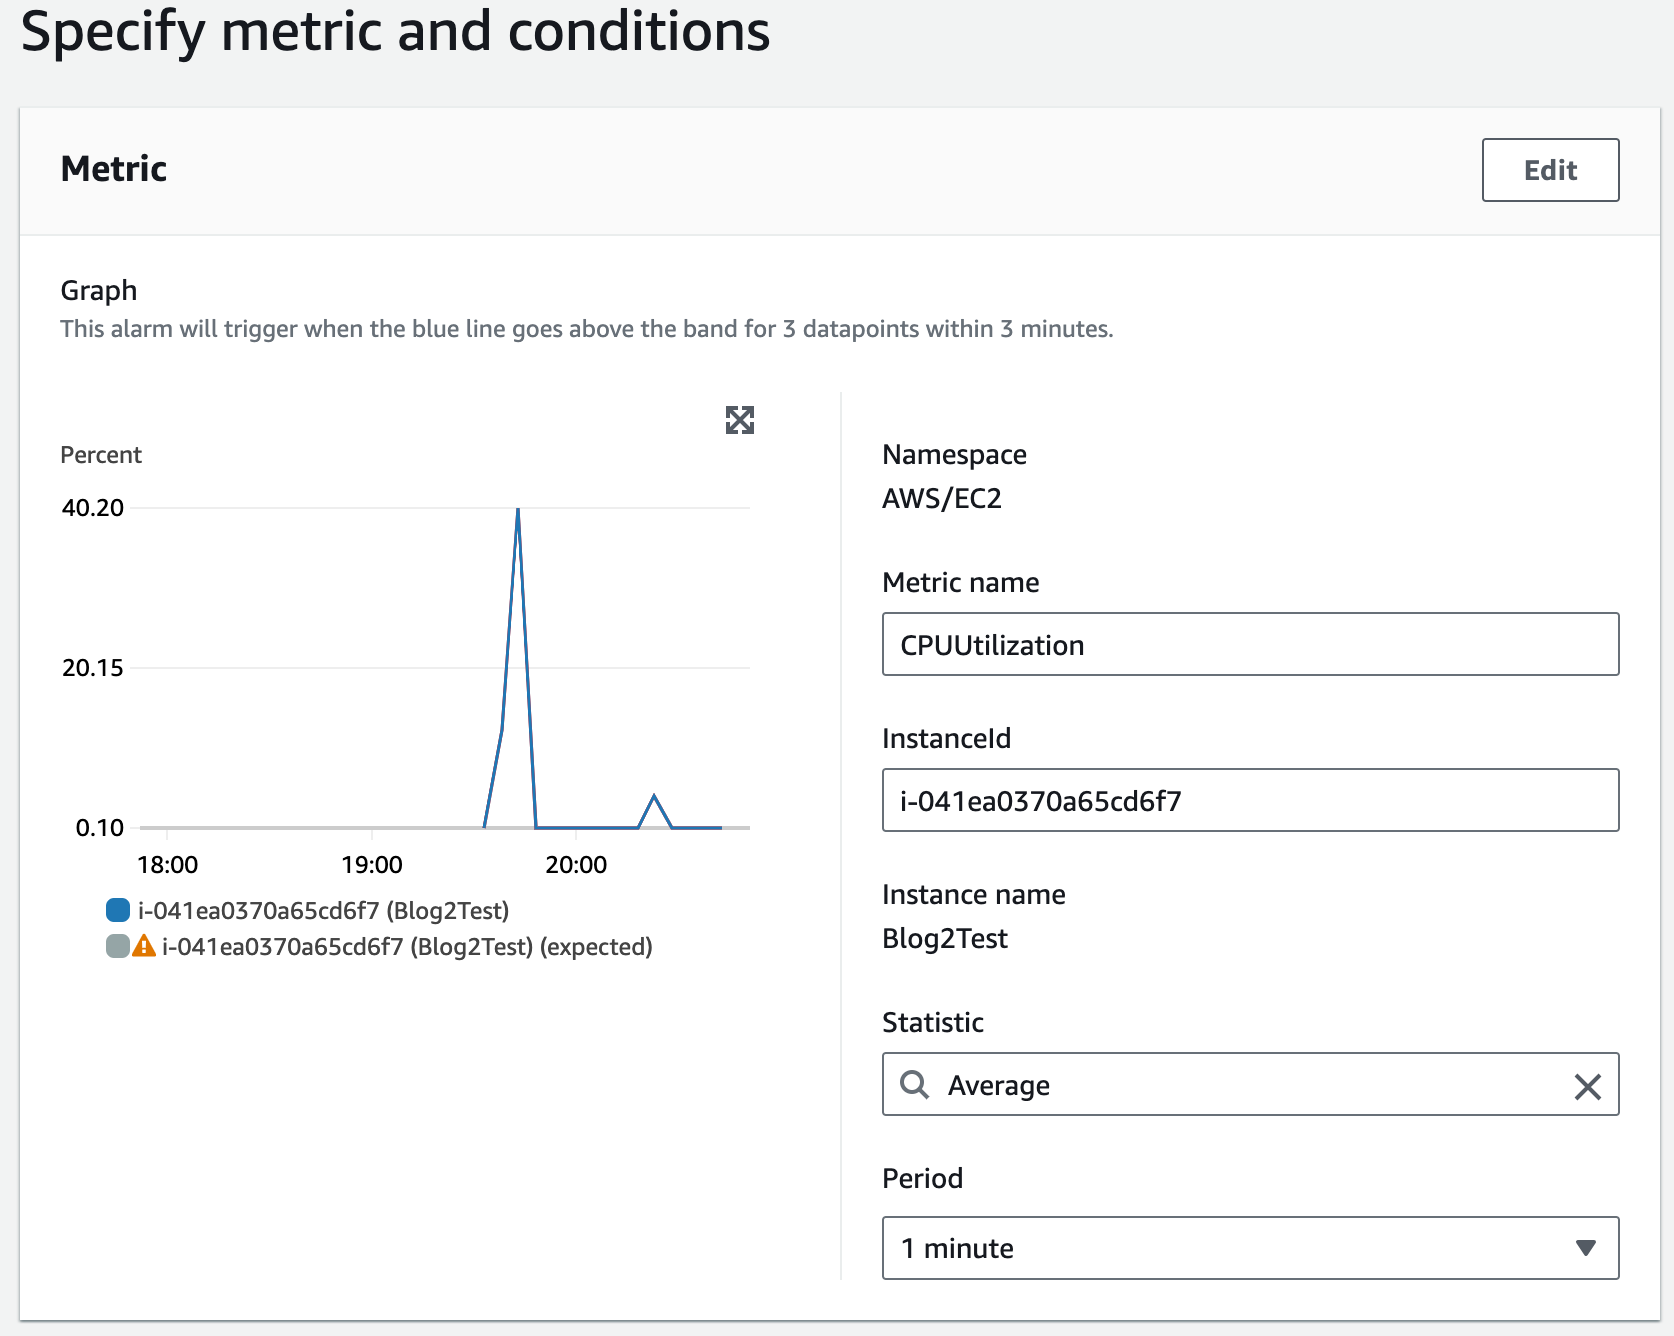 Specify metric and conditions
Metric
Edit
Graph
This alarm will trigger when the blue line goes above the band for 3 datapoints within 3 minutes.
Percent
40.20
20.15
0.10
18:00 19:00 20:00
i-041ea0370a65cd6f7 (Blog2Test)
i-041ea0370a65cd6f7 (Blog2Test) (expected)
Namespace
AWS/EC2
Metric name
CPUUtilization
InstanceId
i-041ea0370a65cd6f7
Instance name
Blog2Test
Statistic
Average
Period
1 minute